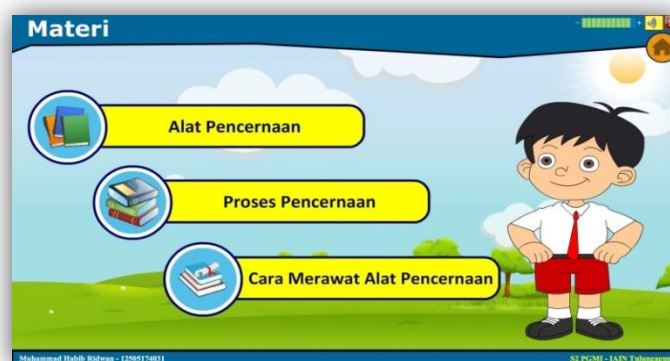 Materi
Alat Pencernaan
Proses Pencernaan
Cara Merawat Alat Pencernaan
Muhammad Habib Ridwan - 12505174031
S2 PGMI - IAIN Tulungagung